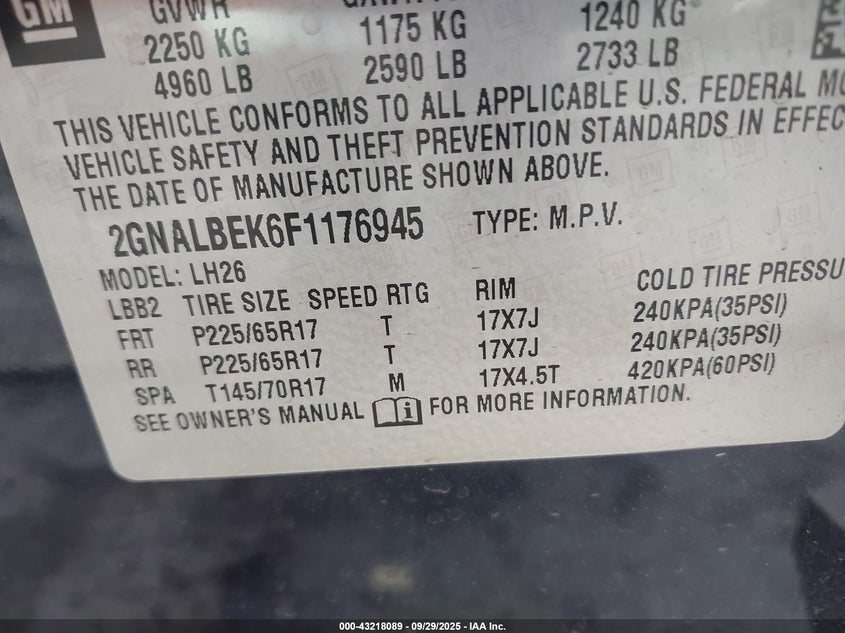 GM
GVWR
2250 KG 1175 KG 1240 KG
4960 LB 2590 LB 2733 LB
THIS VEHICLE CONFORMS TO ALL APPLICABLE U.S. FEDERAL MO
VEHICLE SAFETY AND THEFT PREVENTION STANDARDS IN EFFEC
THE DATE OF MANUFACTURE SHOWN ABOVE.
2GNALBEK6F1176945 TYPE: M.P.V.
MODEL: LH26
LBB2 TIRE SIZE SPEED RTG RIM COLD TIRE PRESSU
FRT P225/65R17 T 17X7J 240KPA(35PSI)
RR P225/65R17 T 17X7J 240KPA(35PSI)
SPA T145/70R17 M 17X4.5T 420KPA(60PSI)
SEE OWNER'S MANUAL FOR MORE INFORMATION.
000-43218089 - 09/29/2025 - IAA Inc.